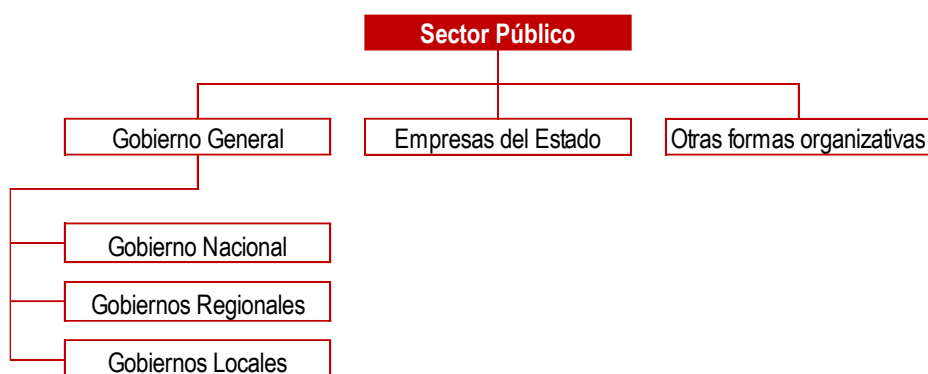 Sector Público
Gobierno General
Empresas del Estado
Otras formas organizativas
Gobierno Nacional
Gobiernos Regionales
Gobiernos Locales